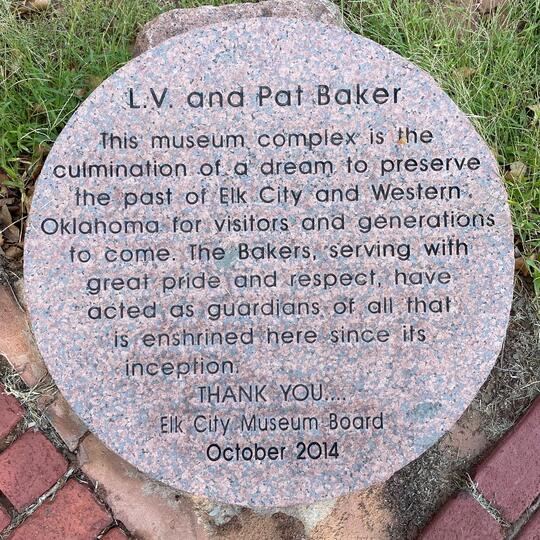 L.V. and Pat Baker
This museum complex is the
culmination of a dream to preserve
the past of Elk City and Western
Oklahoma for visitors and generations
to come. The Bakers, serving with
great pride and respect, have
acted as guardians of all that
is enshrined here since its
inception.
THANK YOU....
Elk City Museum Board
October 2014